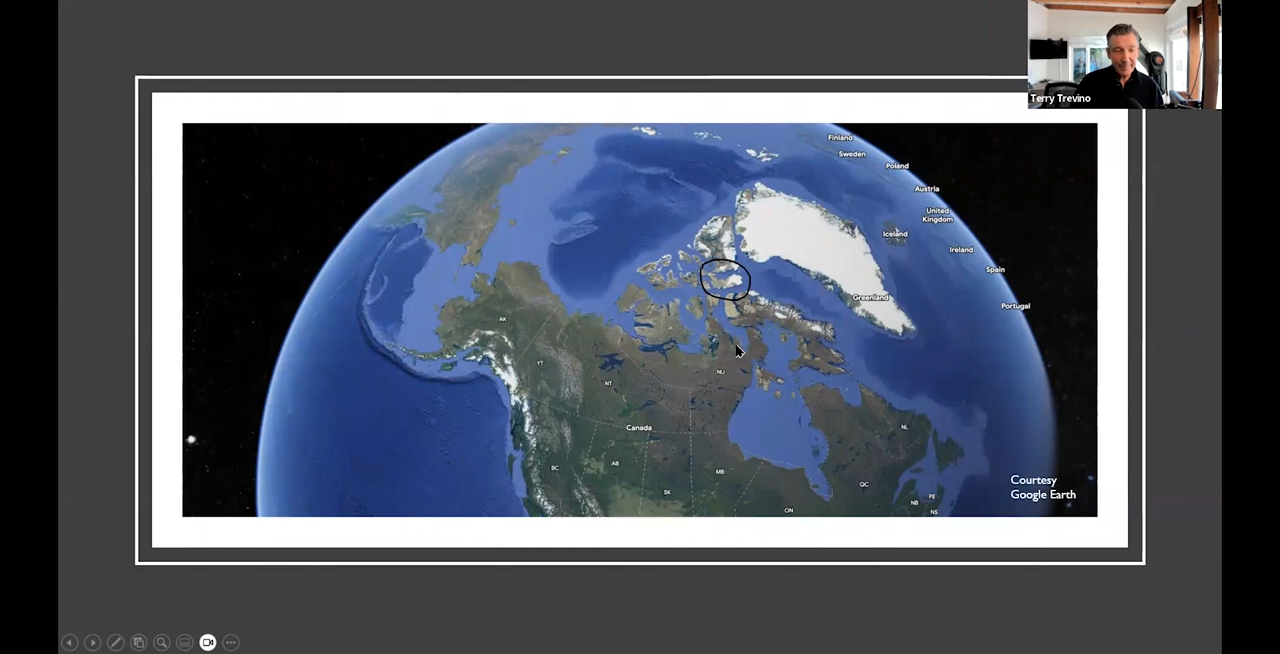 Terry Trevino
Finland
Sweden
Poland
Austria
United
Kingdom
Iceland
Ireland
Spain
Greenland
Portugal
AK
YT
NT
NU
Canada
NL
BC
AB
MB
SK
QC
ON
NB
PE
NS
Courtesy
Google Earth